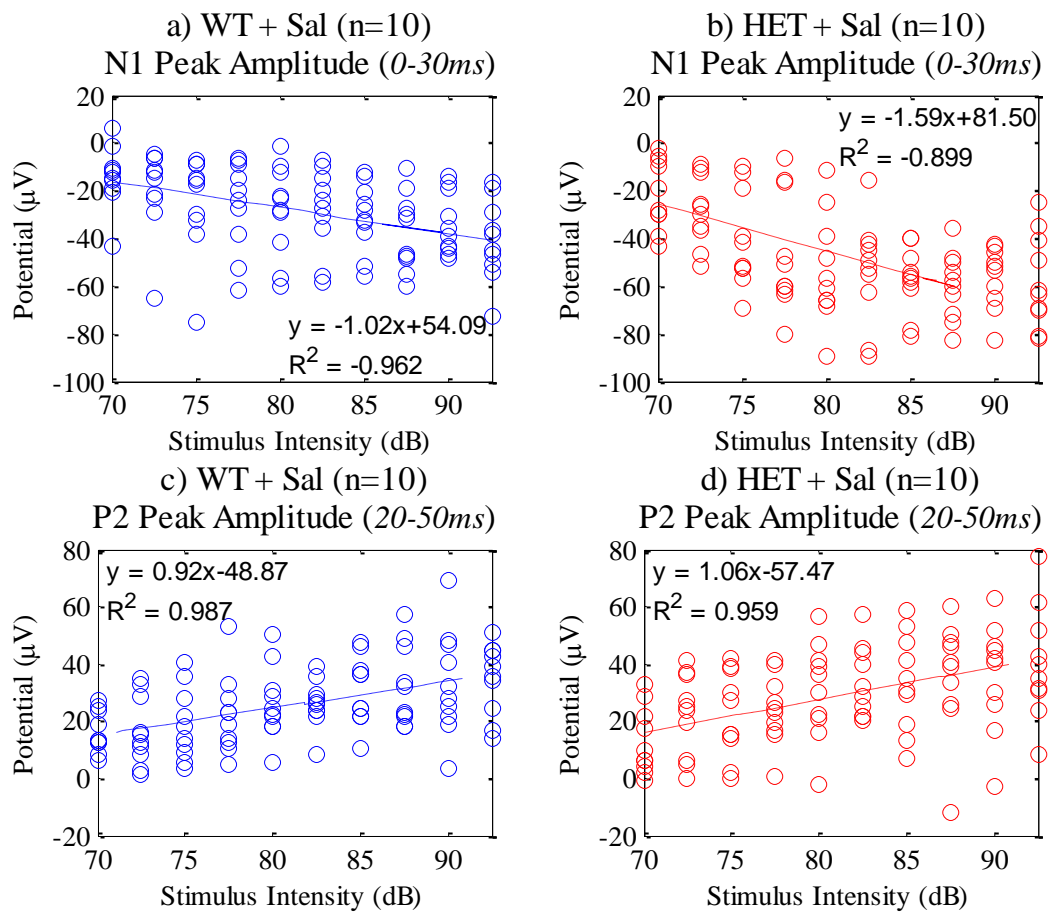 a) WT + Sal (n=10)
N1 Peak Amplitude (0-30ms)
20
0
-20
-40
-60
-80
-100
Potential (μV)
y = -1.02x+54.09
R² = -0.962
70 75 80 85 90
Stimulus Intensity (dB)
b) HET + Sal (n=10)
N1 Peak Amplitude (0-30ms)
20
0
-20
-40
-60
-80
-100
Potential (μV)
y = -1.59x+81.50
R² = -0.899
70 75 80 85 90
Stimulus Intensity (dB)
c) WT + Sal (n=10)
P2 Peak Amplitude (20-50ms)
80
60
40
20
0
-20
Potential (μV)
y = 0.92x-48.87
R² = 0.987
70 75 80 85 90
Stimulus Intensity (dB)
d) HET + Sal (n=10)
P2 Peak Amplitude (20-50ms)
80
60
40
20
0
-20
Potential (μV)
y = 1.06x-57.47
R² = 0.959
70 75 80 85 90
Stimulus Intensity (dB)